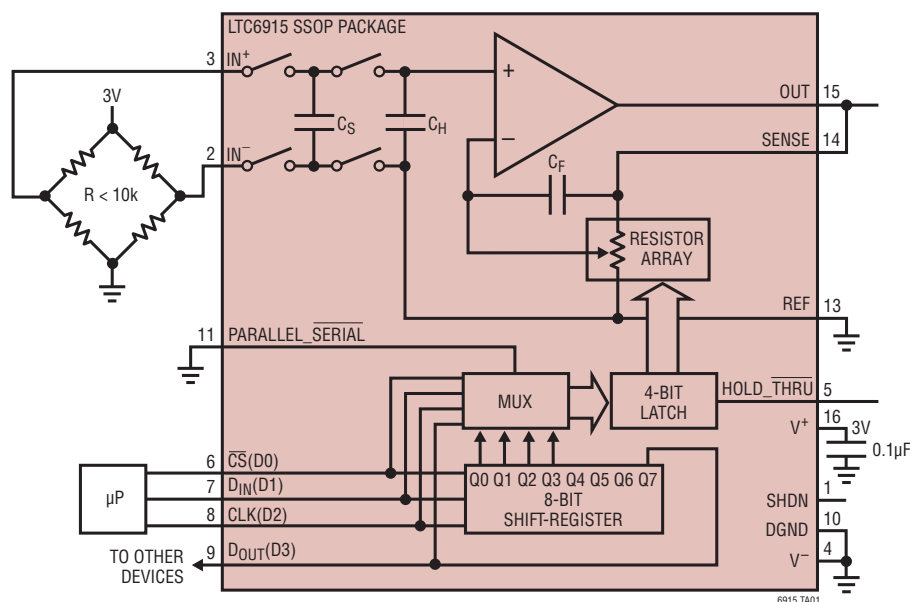 LTC6915 SSOP PACKAGE
3
IN+
3V
R < 10k
2
IN–
CS
CH
+
–
CF
OUT
15
SENSE
14
RESISTOR
ARRAY
REF
13
11
PARALLEL_SERIAL
MUX
4-BIT
LATCH
HOLD_THRU
5
V+
16
3V
0.1µF
µP
6
CS(D0)
7
DIN(D1)
8
CLK(D2)
9
DOUT(D3)
TO OTHER
DEVICES
Q0 Q1 Q2 Q3 Q4 Q5 Q6 Q7
8-BIT
SHIFT-REGISTER
SHDN
1
DGND
10
V–
4
6915 TA01